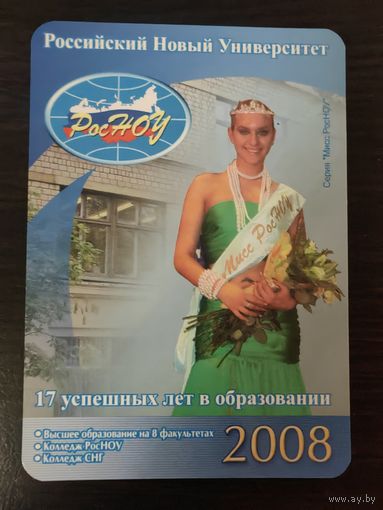 Российский Новый Университет
РосНОУ
Серия "Мисс РосНОУ"
Мисс РосНОУ
17 успешных лет в образовании
• Высшее образование на 8 факультетах
• Колледж РосНОУ
• Колледж СНГ
2008
www.ay.by